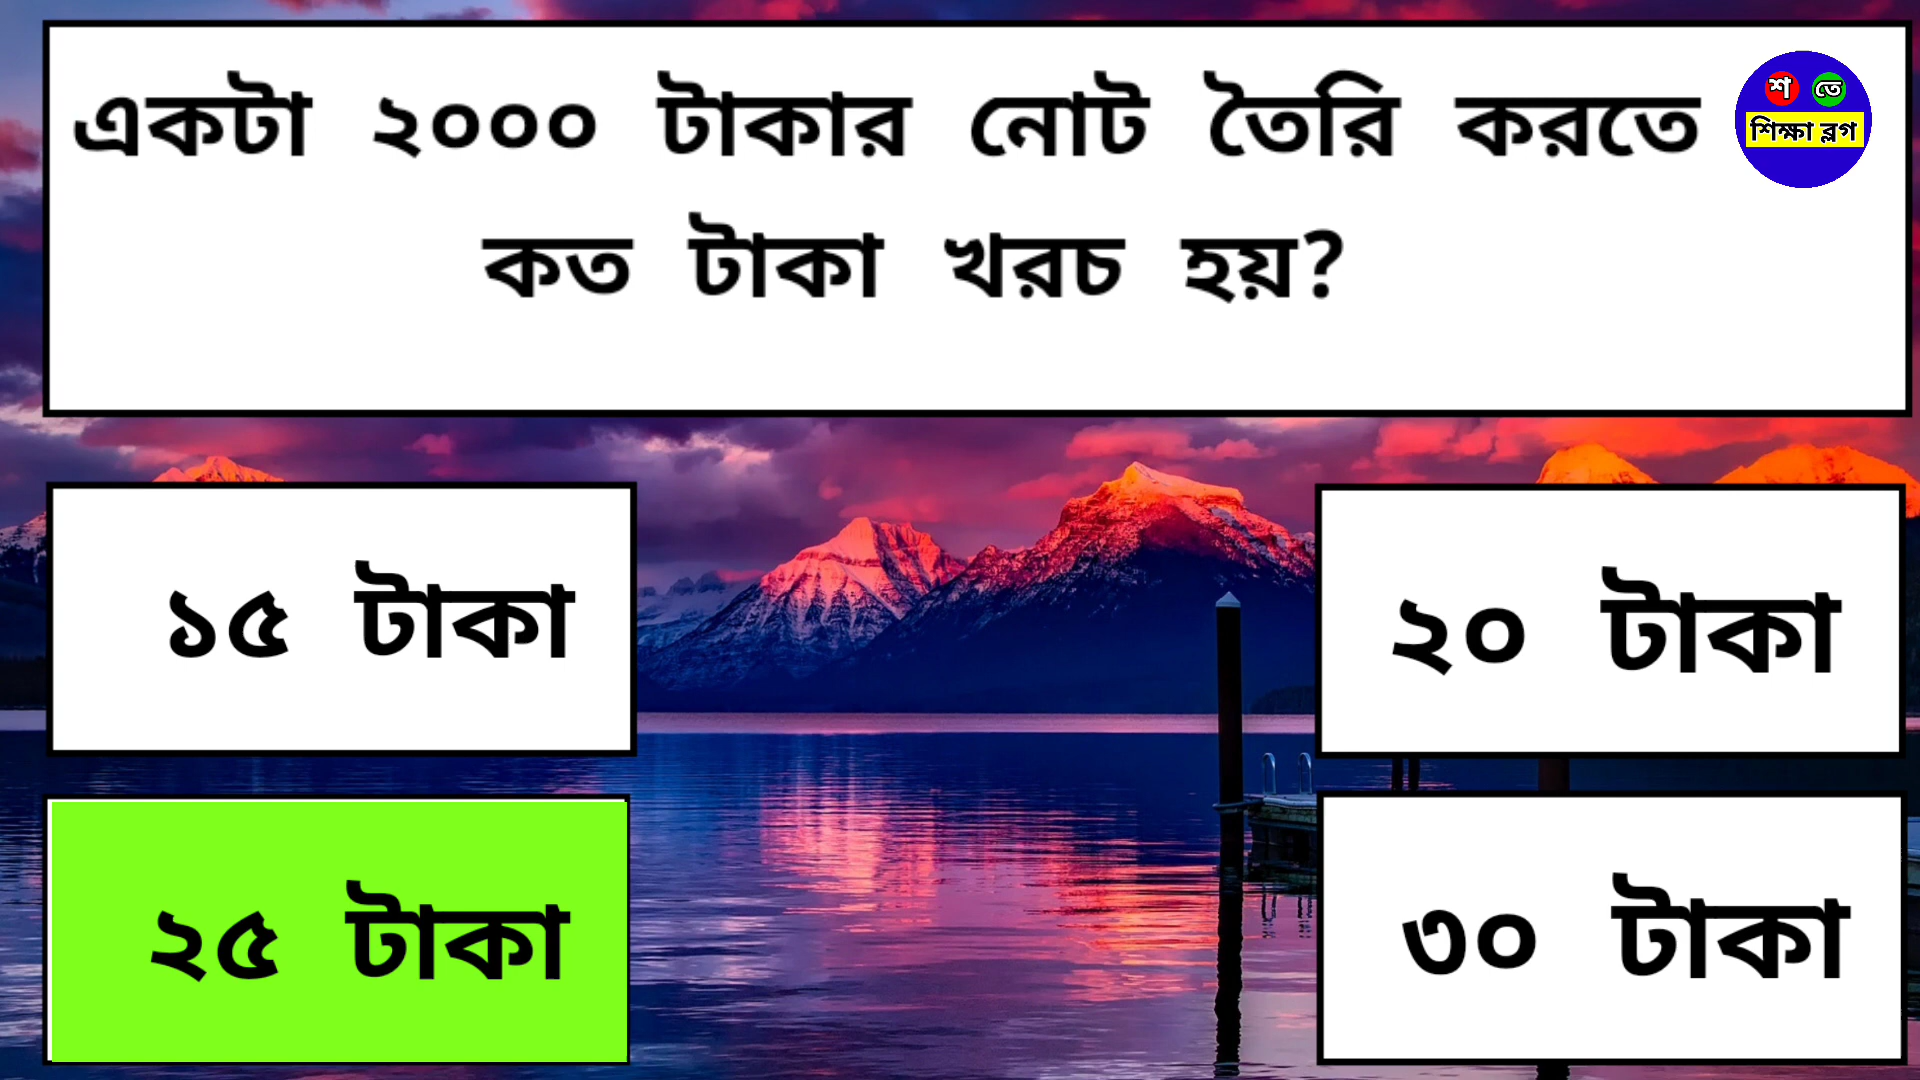 একটা ২০০০ টাকার নোট তৈরি করতে
কত টাকা খরচ হয়?
শ তে
শিক্ষা ব্লগ
১৫ টাকা
২০ টাকা
২৫ টাকা
৩০ টাকা